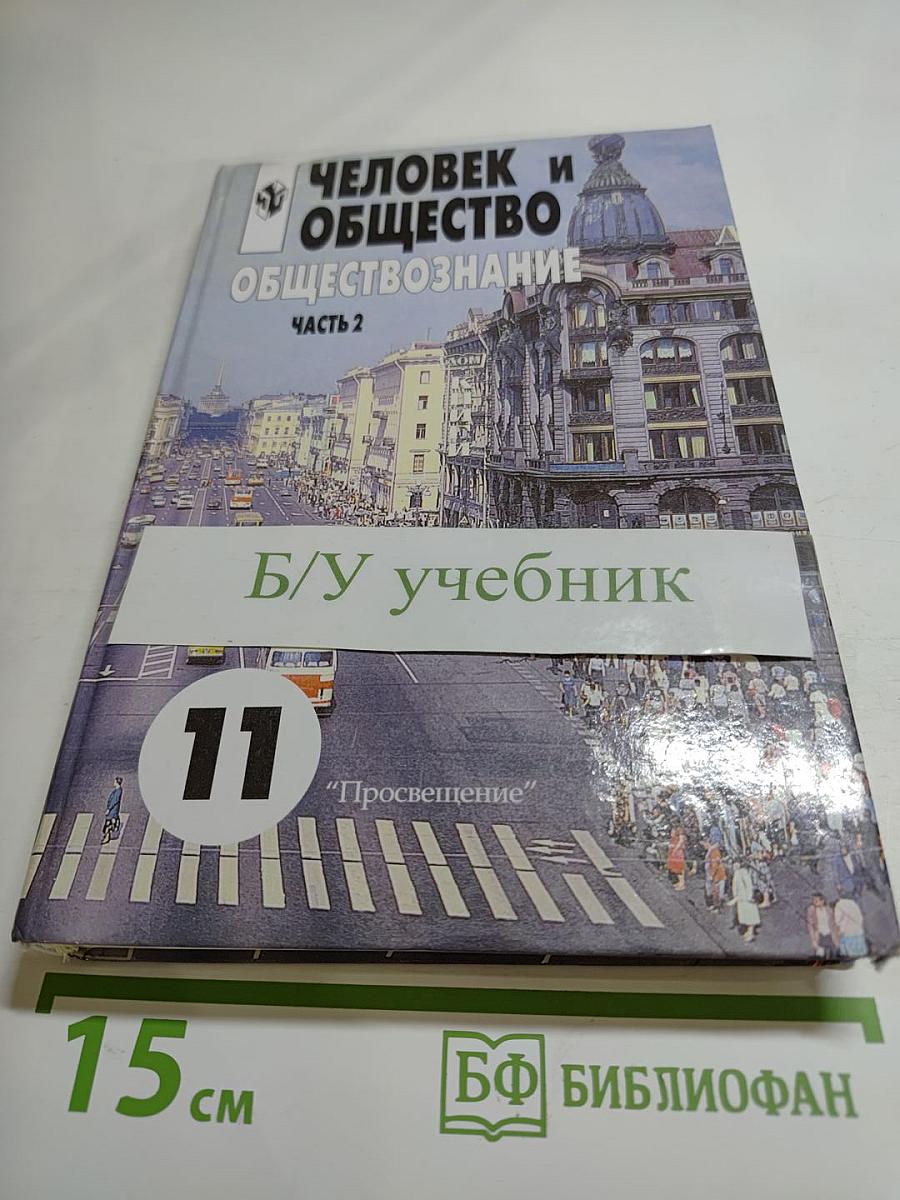 ЧЕЛОВЕК и
ОБЩЕСТВО
ОБЩЕСТВОЗНАНИЕ
ЧАСТЬ 2
Б/У учебник
11
“Просвещение”
15 см
БФ БИБЛИОФАН